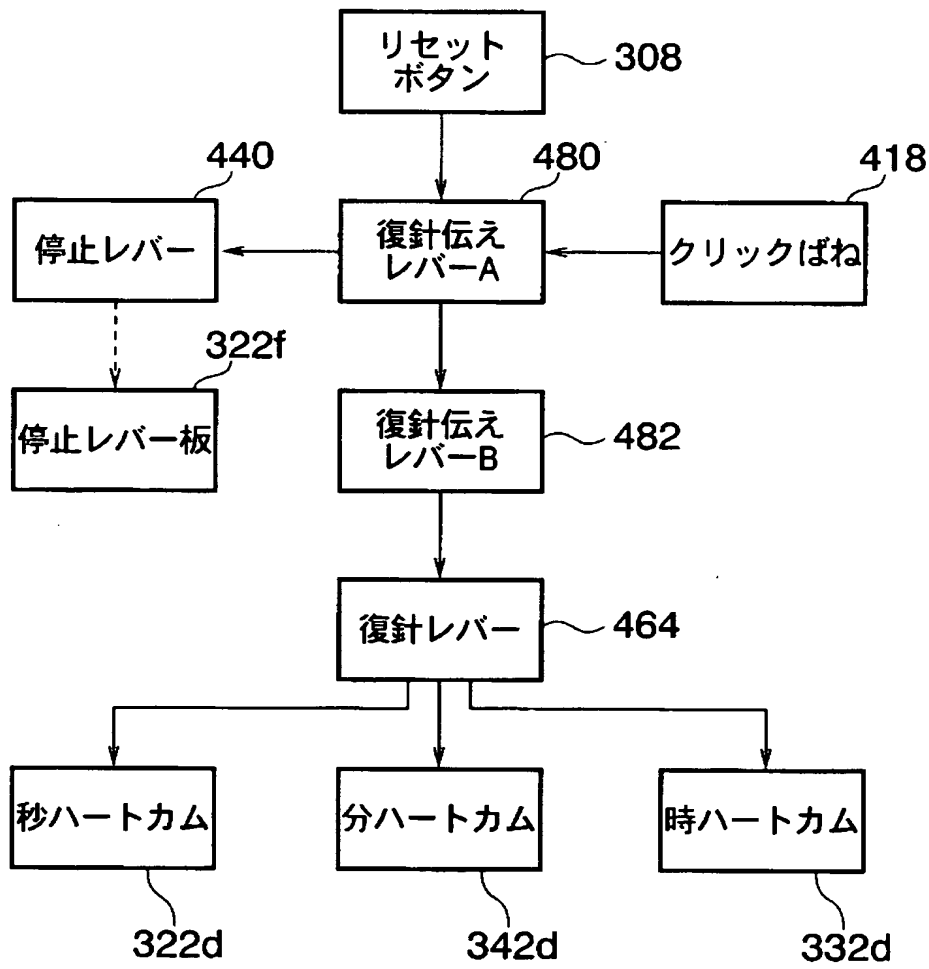 リセット
ボタン
308
440
480
418
停止レバー
復針伝え
レバーA
クリックばね
322f
停止レバー板
復針伝え
レバーB
482
復針レバー
464
秒ハートカム
分ハートカム
時ハートカム
322d
342d
332d